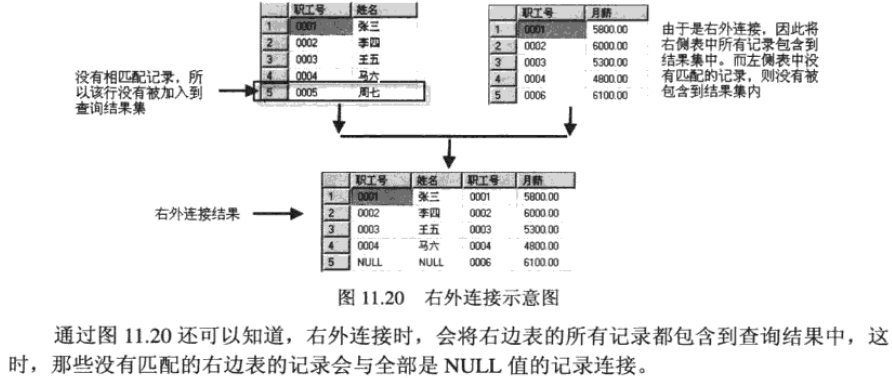 职工号 姓名
1 0001 张三
2 0002 李四
3 0003 王五
4 0004 马六
5 0005 周七
没有相匹配记录，所
以该行没有被加入到
查询结果集
职工号 月薪
1 0001 5800.00
2 0002 6000.00
3 0003 5300.00
4 0004 4800.00
5 0006 6100.00
由于是右外连接，因此将
右侧表中所有记录包含到
结果集中。而左侧表中没
有匹配的记录，则没有被
包含到结果集内
右外连接结果
职工号 姓名 职工号 月薪
1 0001 张三 0001 5800.00
2 0002 李四 0002 6000.00
3 0003 王五 0003 5300.00
4 0004 马六 0004 4800.00
5 NULL NULL 0006 6100.00
图 11.20 右外连接示意图
通过图 11.20 还可以知道，右外连接时，会将右边表的所有记录都包含到查询结果中，这
时，那些没有匹配的右边表的记录会与全部是 NULL 值的记录连接。